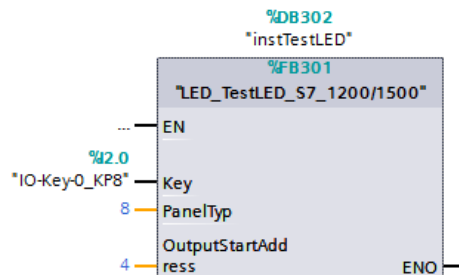 %DB302
"instTestLED"
%FB301
"LED_TestLED_S7_1200/1500"
... EN
%I2.0
"IO-Key-0_KP8" Key
8 PanelTyp
OutputStartAdd
4 ress ENO